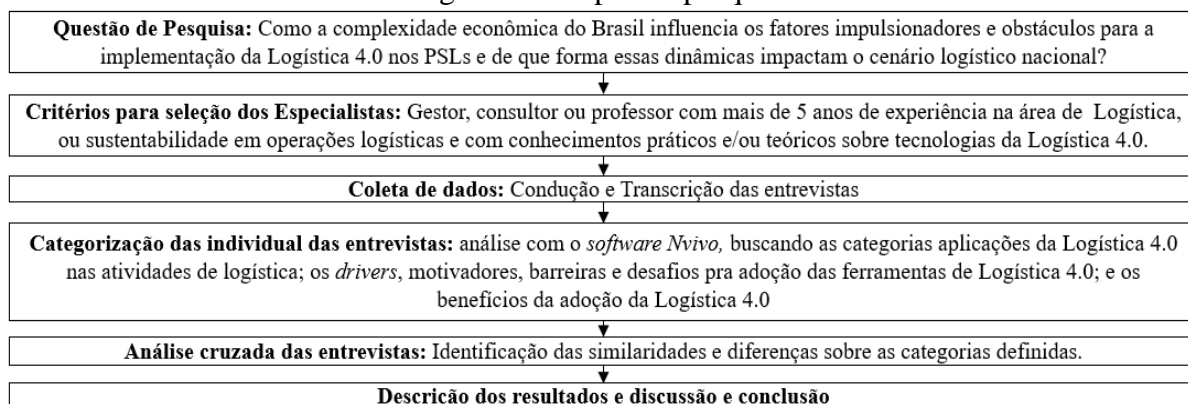 Questão de Pesquisa: Como a complexidade econômica do Brasil influencia os fatores impulsionadores e obstáculos para a
implementação da Logística 4.0 nos PSLs e de que forma essas dinâmicas impactam o cenário logístico nacional?
Critérios para seleção dos Especialistas: Gestor, consultor ou professor com mais de 5 anos de experiência na área de Logística,
ou sustentabilidade em operações logísticas e com conhecimentos práticos e/ou teóricos sobre tecnologias da Logística 4.0.
Coleta de dados: Condução e Transcrição das entrevistas
Categorização das individual das entrevistas: análise com o software Nvivo, buscando as categorias aplicações da Logística 4.0
nas atividades de logística; os drivers, motivadores, barreiras e desafios pra adoção das ferramentas de Logística 4.0; e os
benefícios da adoção da Logística 4.0
Análise cruzada das entrevistas: Identificação das similaridades e diferenças sobre as categorias definidas.
Descrição dos resultados e discussão e conclusão